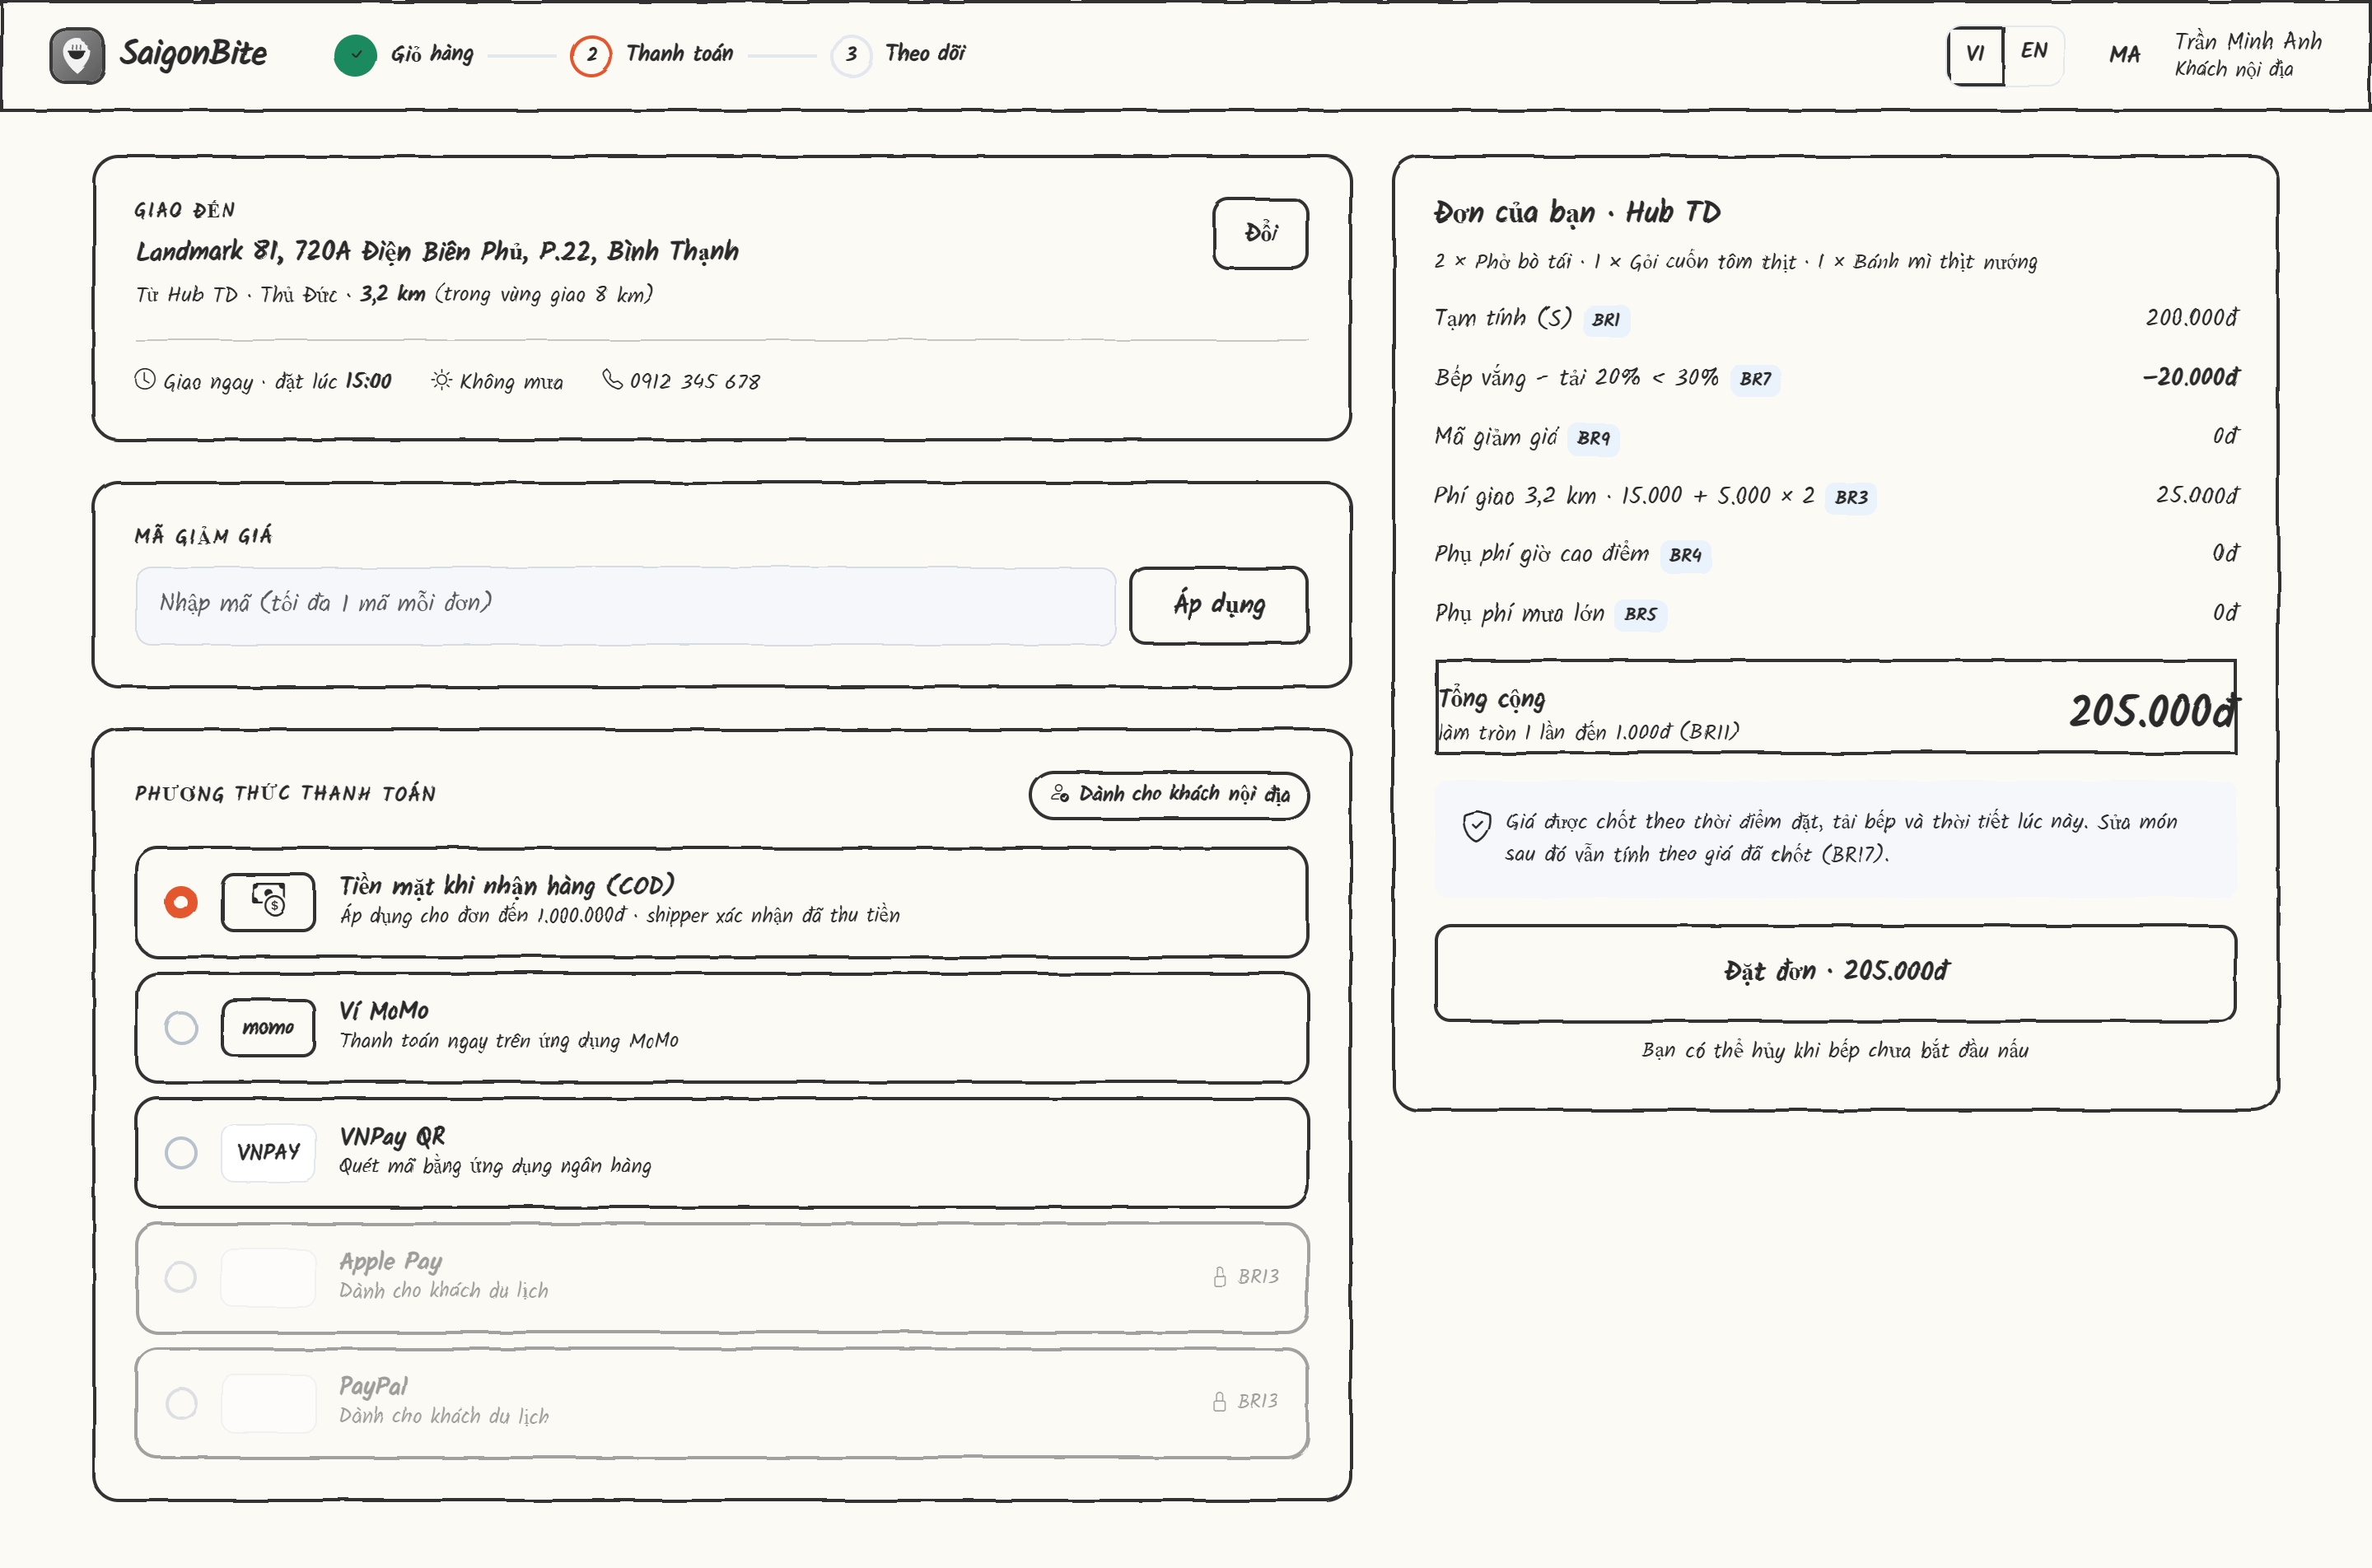 SaigonBite
Giỏ hàng
2 Thanh toán
3 Theo dõi
VI EN
MA
Trần Minh Anh
Khách nội địa
GIAO ĐẾN
Landmark 81, 720A Điện Biên Phủ, P.22, Bình Thạnh
Từ Hub TD · Thủ Đức · 3,2 km (trong vùng giao 8 km)
Đổi
Giao ngay · đặt lúc 15:00
Không mưa
0912 345 678
MÃ GIẢM GIÁ
Nhập mã (tối đa 1 mã mỗi đơn)
Áp dụng
PHƯƠNG THỨC THANH TOÁN
Dành cho khách nội địa
Tiền mặt khi nhận hàng (COD)
Áp dụng cho đơn đến 1.000.000đ · shipper xác nhận đã thu tiền
momo
Ví MoMo
Thanh toán ngay trên ứng dụng MoMo
VNPAY
VNPay QR
Quét mã bằng ứng dụng ngân hàng
Apple Pay
Dành cho khách du lịch
BR13
PayPal
Dành cho khách du lịch
BR13
Đơn của bạn · Hub TD
2 × Phở bò tái · 1 × Gỏi cuốn tôm thịt · 1 × Bánh mì thịt nướng
Tạm tính (S) BR1 200.000đ
Bếp vắng – tải 20% < 30% BR7 −20.000đ
Mã giảm giá BR9 0đ
Phí giao 3,2 km · 15.000 + 5.000 × 2 BR3 25.000đ
Phụ phí giờ cao điểm BR4 0đ
Phụ phí mưa lớn BR5 0đ
Tổng cộng 205.000đ
làm tròn 1 lần đến 1.000đ (BR11)
Giá được chốt theo thời điểm đặt, tải bếp và thời tiết lúc này. Sửa món
sau đó vẫn tính theo giá đã chốt (BR17).
Đặt đơn · 205.000đ
Bạn có thể hủy khi bếp chưa bắt đầu nấu